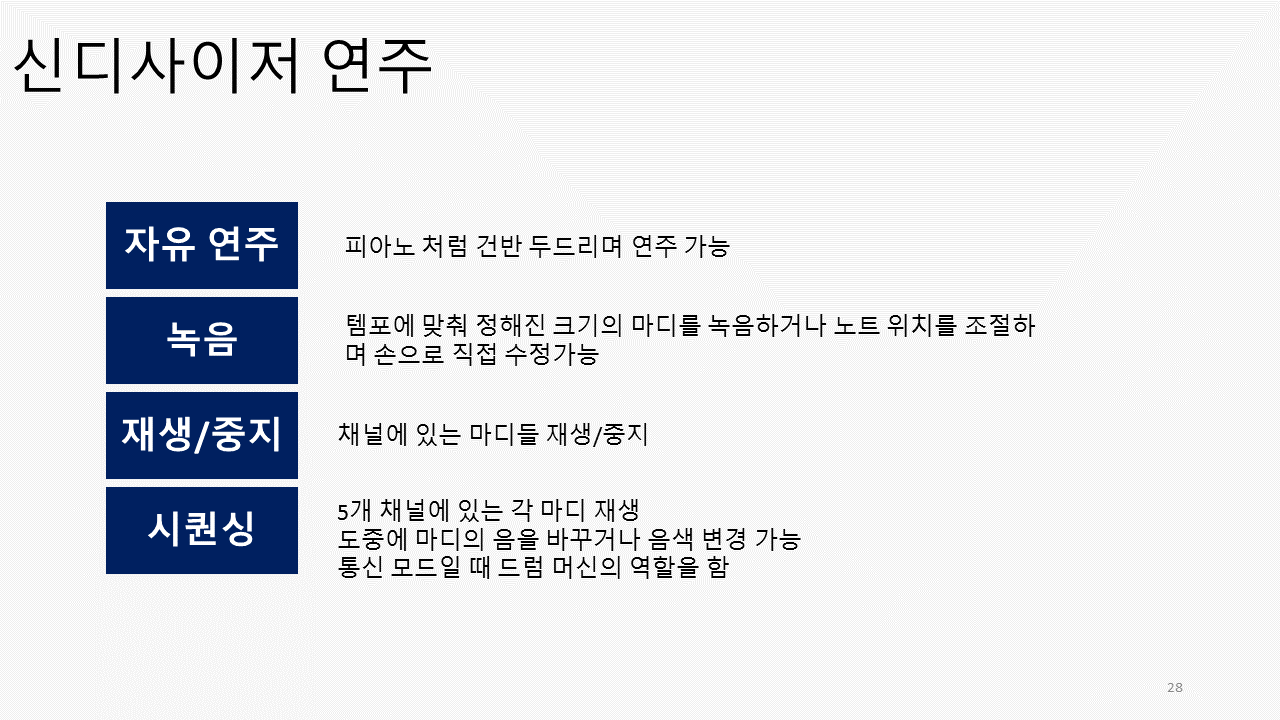 신디사이저 연주
자유 연주
피아노 처럼 건반 두드리며 연주 가능
녹음
템포에 맞춰 정해진 크기의 마디를 녹음하거나 노트 위치를 조절하
며 손으로 직접 수정가능
재생/중지
채널에 있는 마디들 재생/중지
시퀀싱
5개 채널에 있는 각 마디 재생
도중에 마디의 음을 바꾸거나 음색 변경 가능
통신 모드일 때 드럼 머신의 역할을 함
28